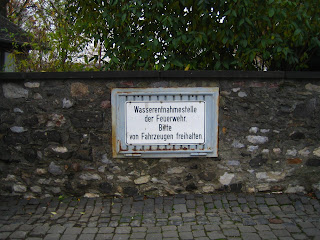 Wasserentnahmestelle
der Feuerwehr.
Bitte
von Fahrzeugen freihalten.